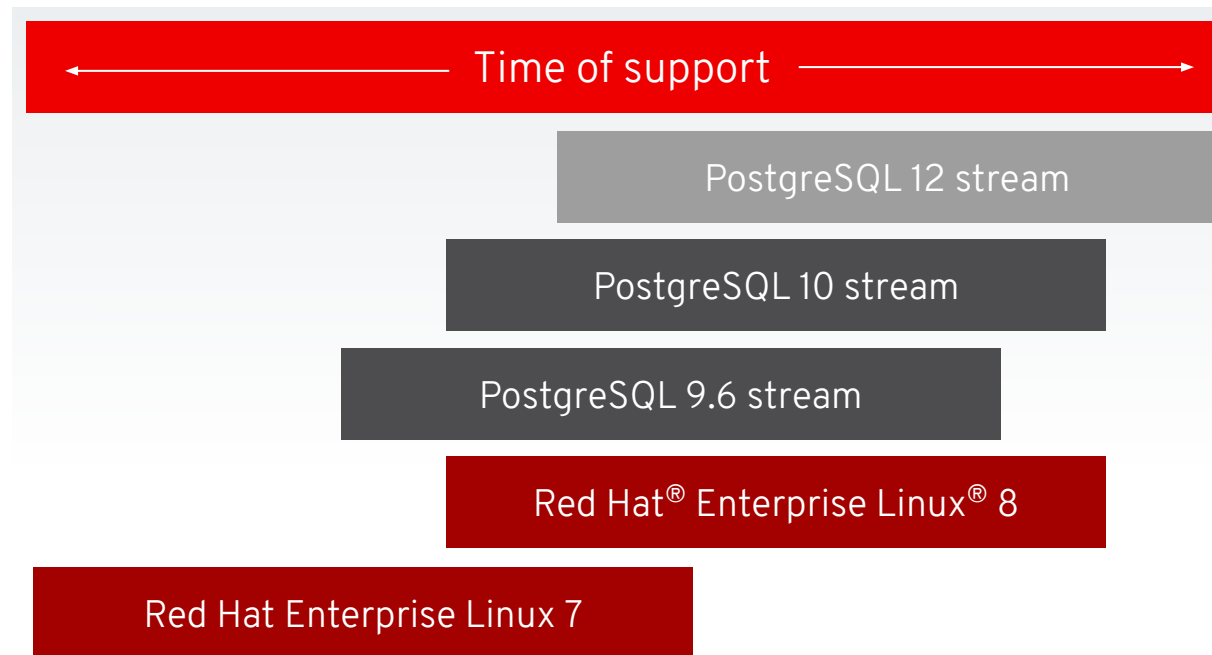 Time of support
PostgreSQL 12 stream
PostgreSQL 10 stream
PostgreSQL 9.6 stream
Red Hat® Enterprise Linux® 8
Red Hat Enterprise Linux 7